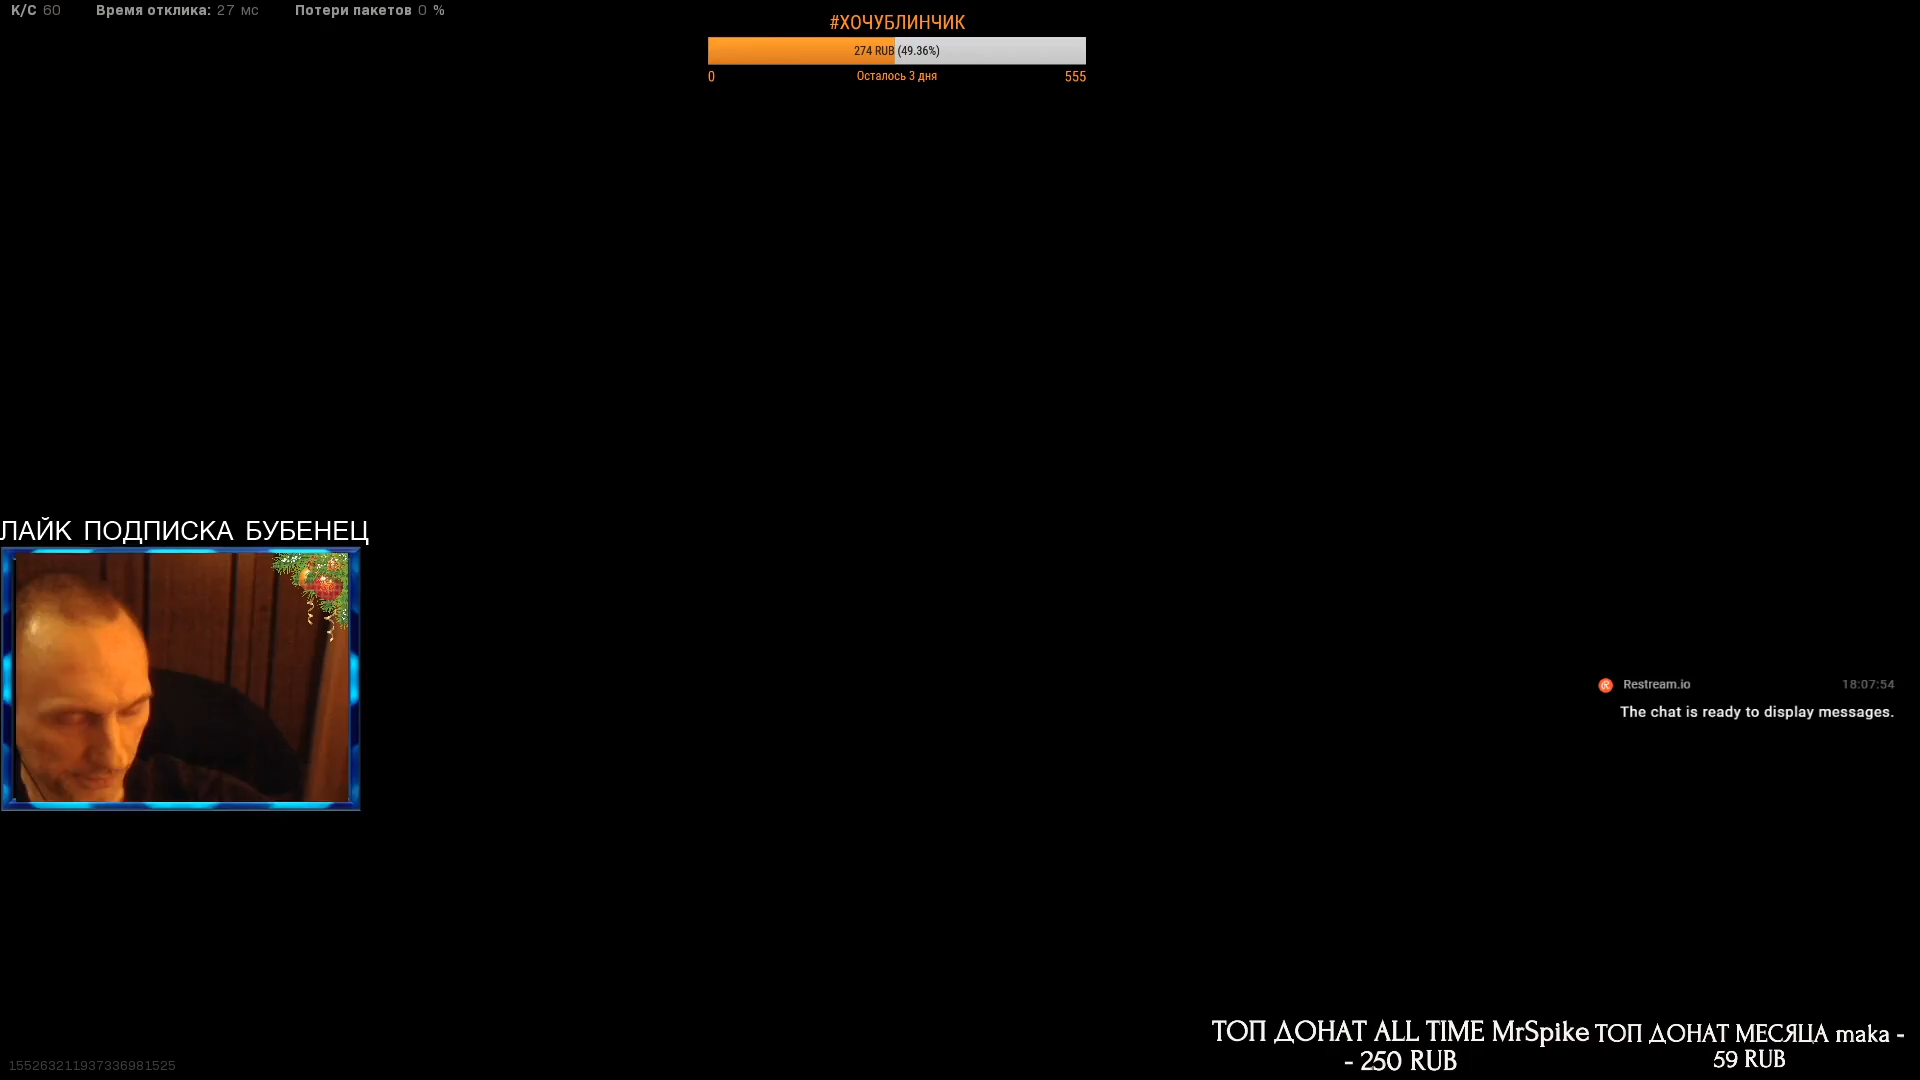 К/С 60 Время отклика: 27 мс Потери пакетов 0 %
#ХОЧУБЛИНЧИК
274 RUB (49.36%)
0 Осталось 3 дня 555
ЛАЙК ПОДПИСКА БУБЕНЕЦ
Restream.io 18:07:54
The chat is ready to display messages.
ТОП ДОНАТ ALL TIME MrSpike
- 250 RUB
ТОП ДОНАТ МЕСЯЦА maka -
59 RUB
155263211937336981525